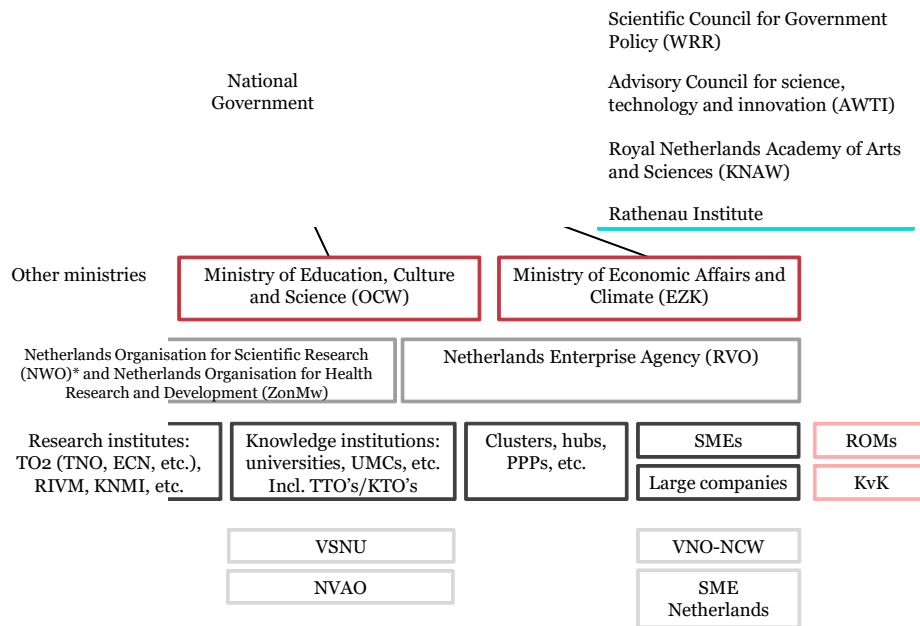 Scientific Council for Government
Policy (WRR)
National
Government
Advisory Council for science,
technology and innovation (AWTI)
Royal Netherlands Academy of Arts
and Sciences (KNAW)
Rathenau Institute
Other ministries
Ministry of Education, Culture
and Science (OCW)
Ministry of Economic Affairs and
Climate (EZK)
Netherlands Organisation for Scientific Research
(NWO)* and Netherlands Organisation for Health
Research and Development (ZonMw)
Netherlands Enterprise Agency (RVO)
Research institutes:
TO2 (TNO, ECN, etc.),
RIVM, KNMI, etc.
Knowledge institutions:
universities, UMCs, etc.
Incl. TTO's/KTO's
Clusters, hubs,
PPPs, etc.
SMEs
Large companies
ROMs
KvK
VSNU
NVAO
VNO-NCW
SME
Netherlands